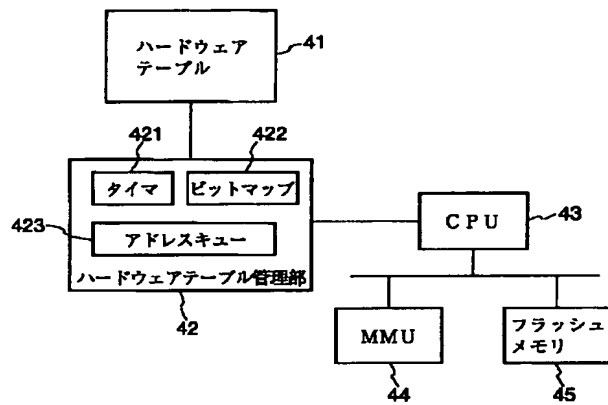 ハードウェア
テーブル
41
421
422
タイマ
ビットマップ
423
アドレスキュー
ハードウェアテーブル管理部
42
CPU
43
MMU
44
フラッシュ
メモリ
45